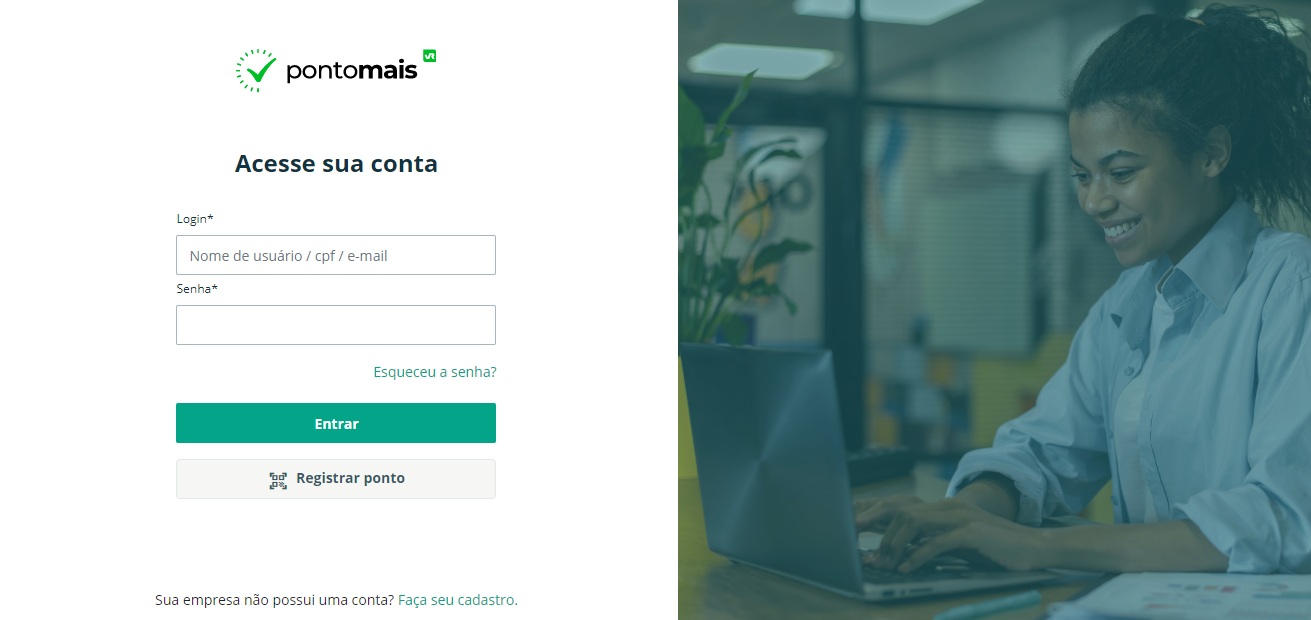 pontomais VR
Acesse sua conta
Login*
Nome de usuário / cpf / e-mail
Senha*
Esqueceu a senha?
Entrar
Registrar ponto
Sua empresa não possui uma conta? Faça seu cadastro.